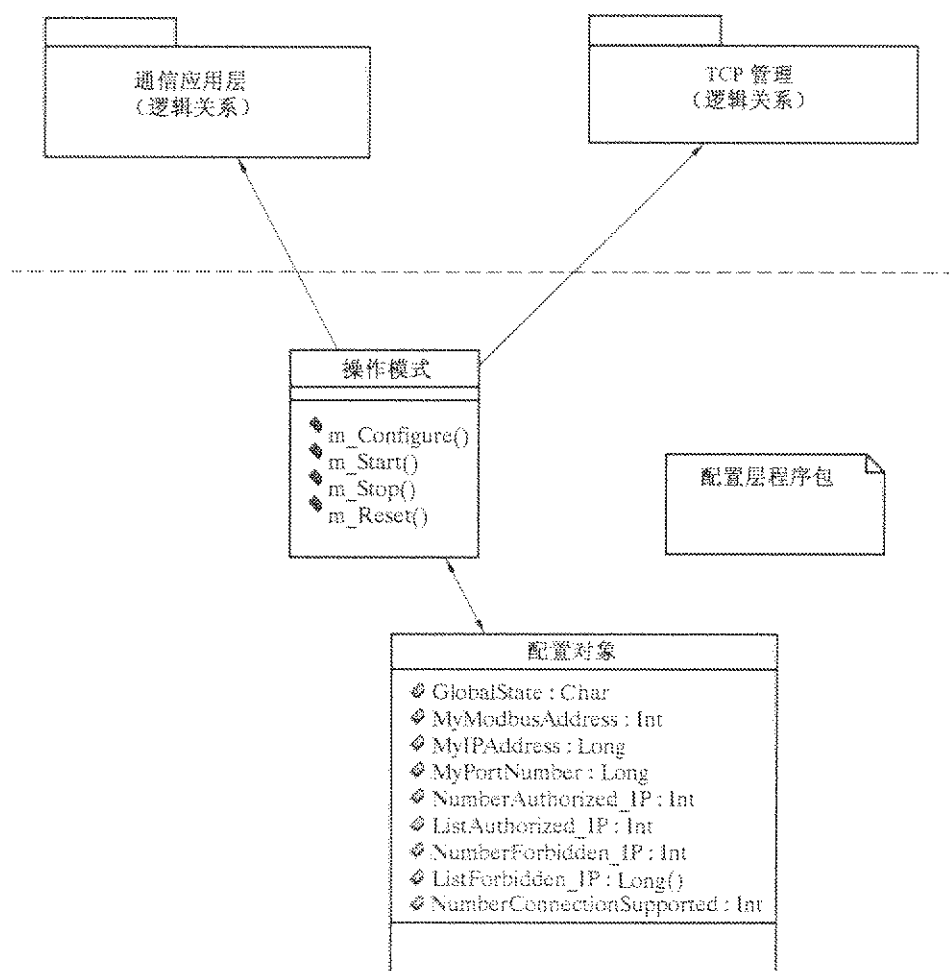 通信应用层
（逻辑关系）
TCP 管理
（逻辑关系）
操作模式
m_Configure()
m_Start()
m_Stop()
m_Reset()
配置层程序包
配置对象
GlobalState : Char
MyModbusAddress : Int
MyIPAddress : Long
MyPortNumber : Long
NumberAuthorized_IP : Int
ListAuthorized_IP : Int
NumberForbidden_IP : Int
ListForbidden_IP : Long()
NumberConnectionSupported : Int